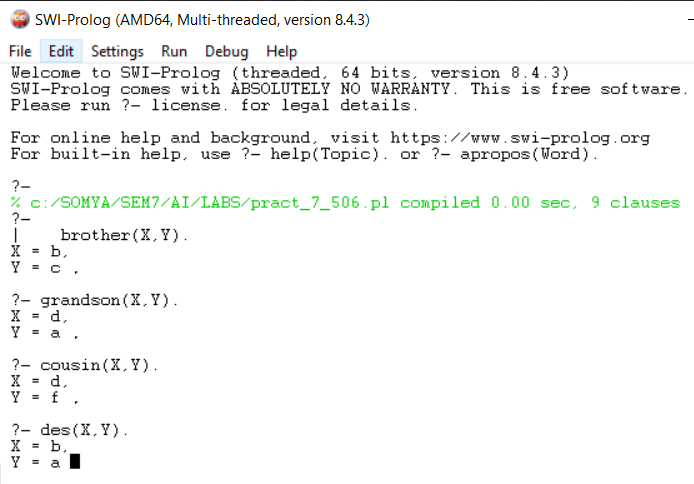 SWI-Prolog (AMD64, Multi-threaded, version 8.4.3)
File Edit Settings Run Debug Help
Welcome to SWI-Prolog (threaded, 64 bits, version 8.4.3)
SWI-Prolog comes with ABSOLUTELY NO WARRANTY. This is free software.
Please run ?- license. for legal details.
For online help and background, visit https://www.swi-prolog.org
For built-in help, use ?- help(Topic). or ?- apropos(Word).
?-
% c:/SOMYA/SEM7/AI/LABS/pract_7_506.pl compiled 0.00 sec, 9 clauses
?-
|    brother(X,Y).
X = b,
Y = c .
?- grandson(X,Y).
X = d,
Y = a .
?- cousin(X,Y).
X = d,
Y = f .
?- des(X,Y).
X = b,
Y = a